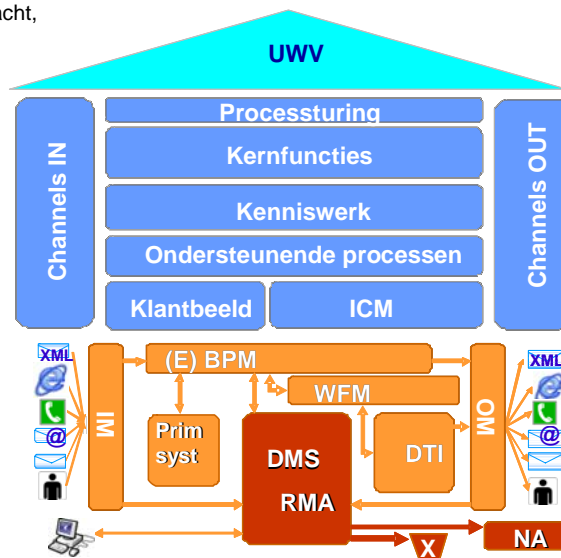 acht,
UWV
Channels IN
Processturing
Kernfuncties
Kenniswerk
Ondersteunende processen
Klantbeeld
ICM
Channels OUT
XML
@
IM
(E) BPM
WFM
Prim
syst
DMS
RMA
DTI
OM
XML
@
X
NA